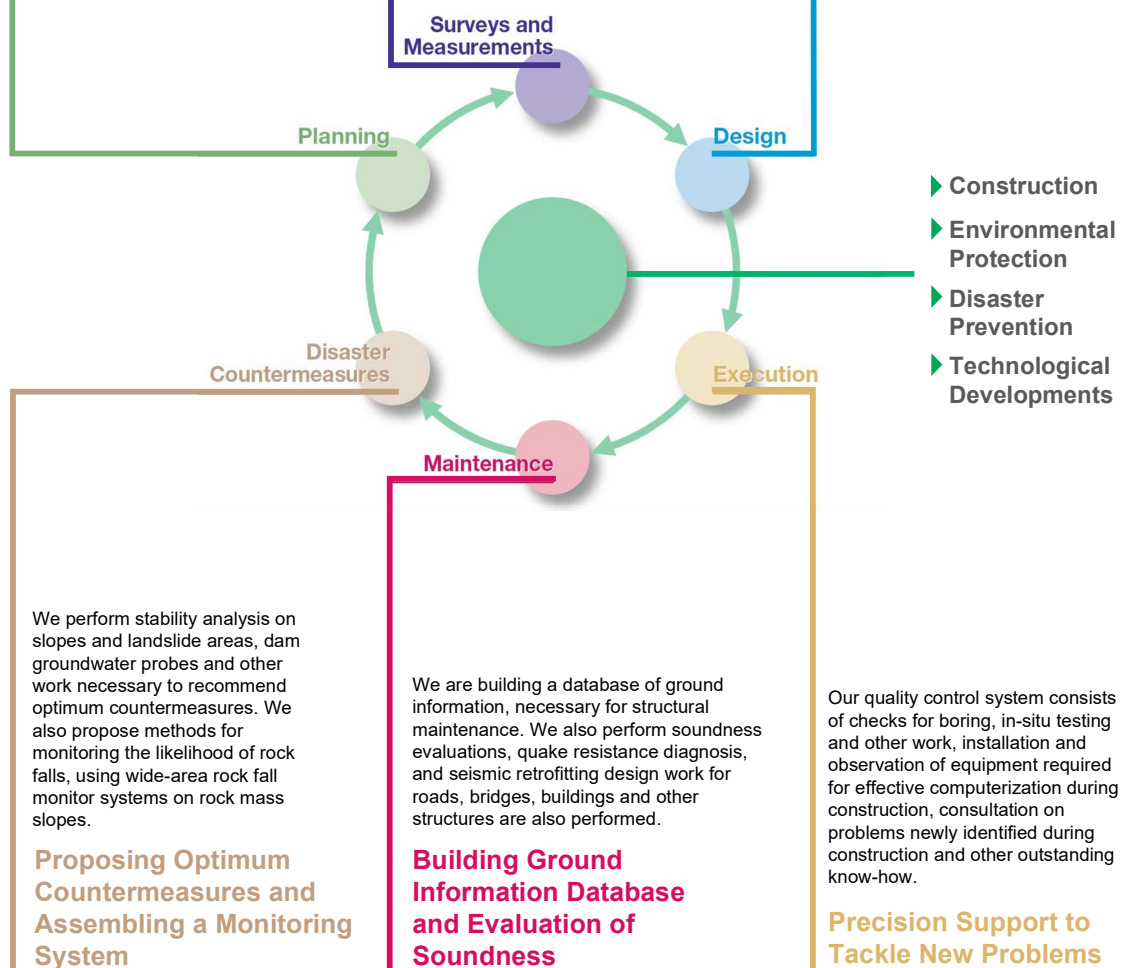 Surveys and
Measurements
Planning
Design
Construction
Environmental
Protection
Disaster
Prevention
Technological
Developments
Disaster
Countermeasures
Execution
Maintenance
We perform stability analysis on
slopes and landslide areas, dam
groundwater probes and other
work necessary to recommend
optimum countermeasures. We
also propose methods for
monitoring the likelihood of rock
falls, using wide-area rock fall
monitor systems on rock mass
slopes.
Proposing Optimum
Countermeasures and
Assembling a Monitoring
System
We are building a database of ground
information, necessary for structural
maintenance. We also perform soundness
evaluations, quake resistance diagnosis,
and seismic retrofitting design work for
roads, bridges, buildings and other
structures are also performed.
Building Ground
Information Database
and Evaluation of
Soundness
Our quality control system consists
of checks for boring, in-situ testing
and other work, installation and
observation of equipment required
for effective computerization during
construction, consultation on
problems newly identified during
construction and other outstanding
know-how.
Precision Support to
Tackle New Problems